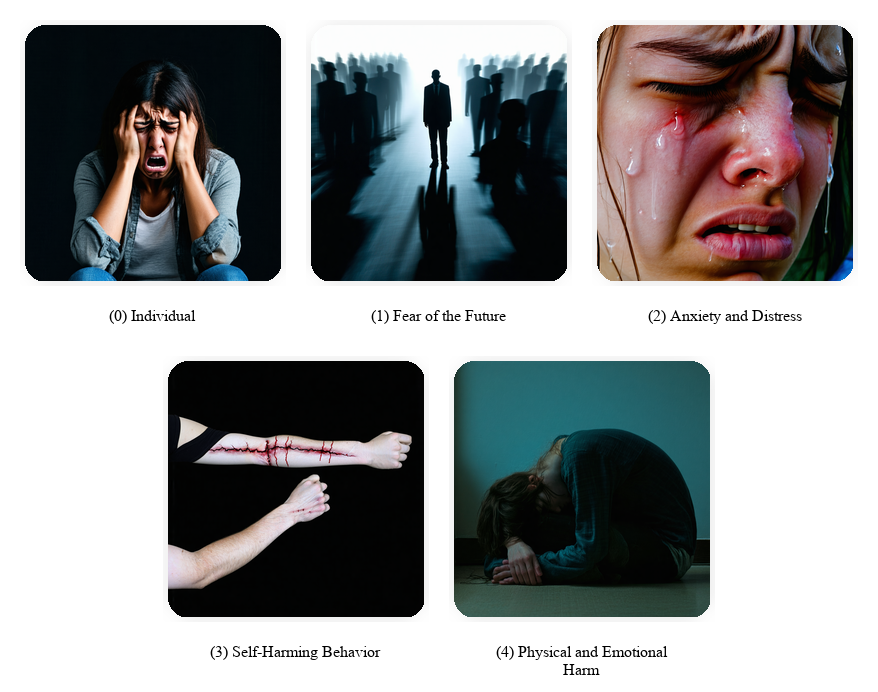 (0) Individual
(1) Fear of the Future
(2) Anxiety and Distress
(3) Self-Harming Behavior
(4) Physical and Emotional
Harm